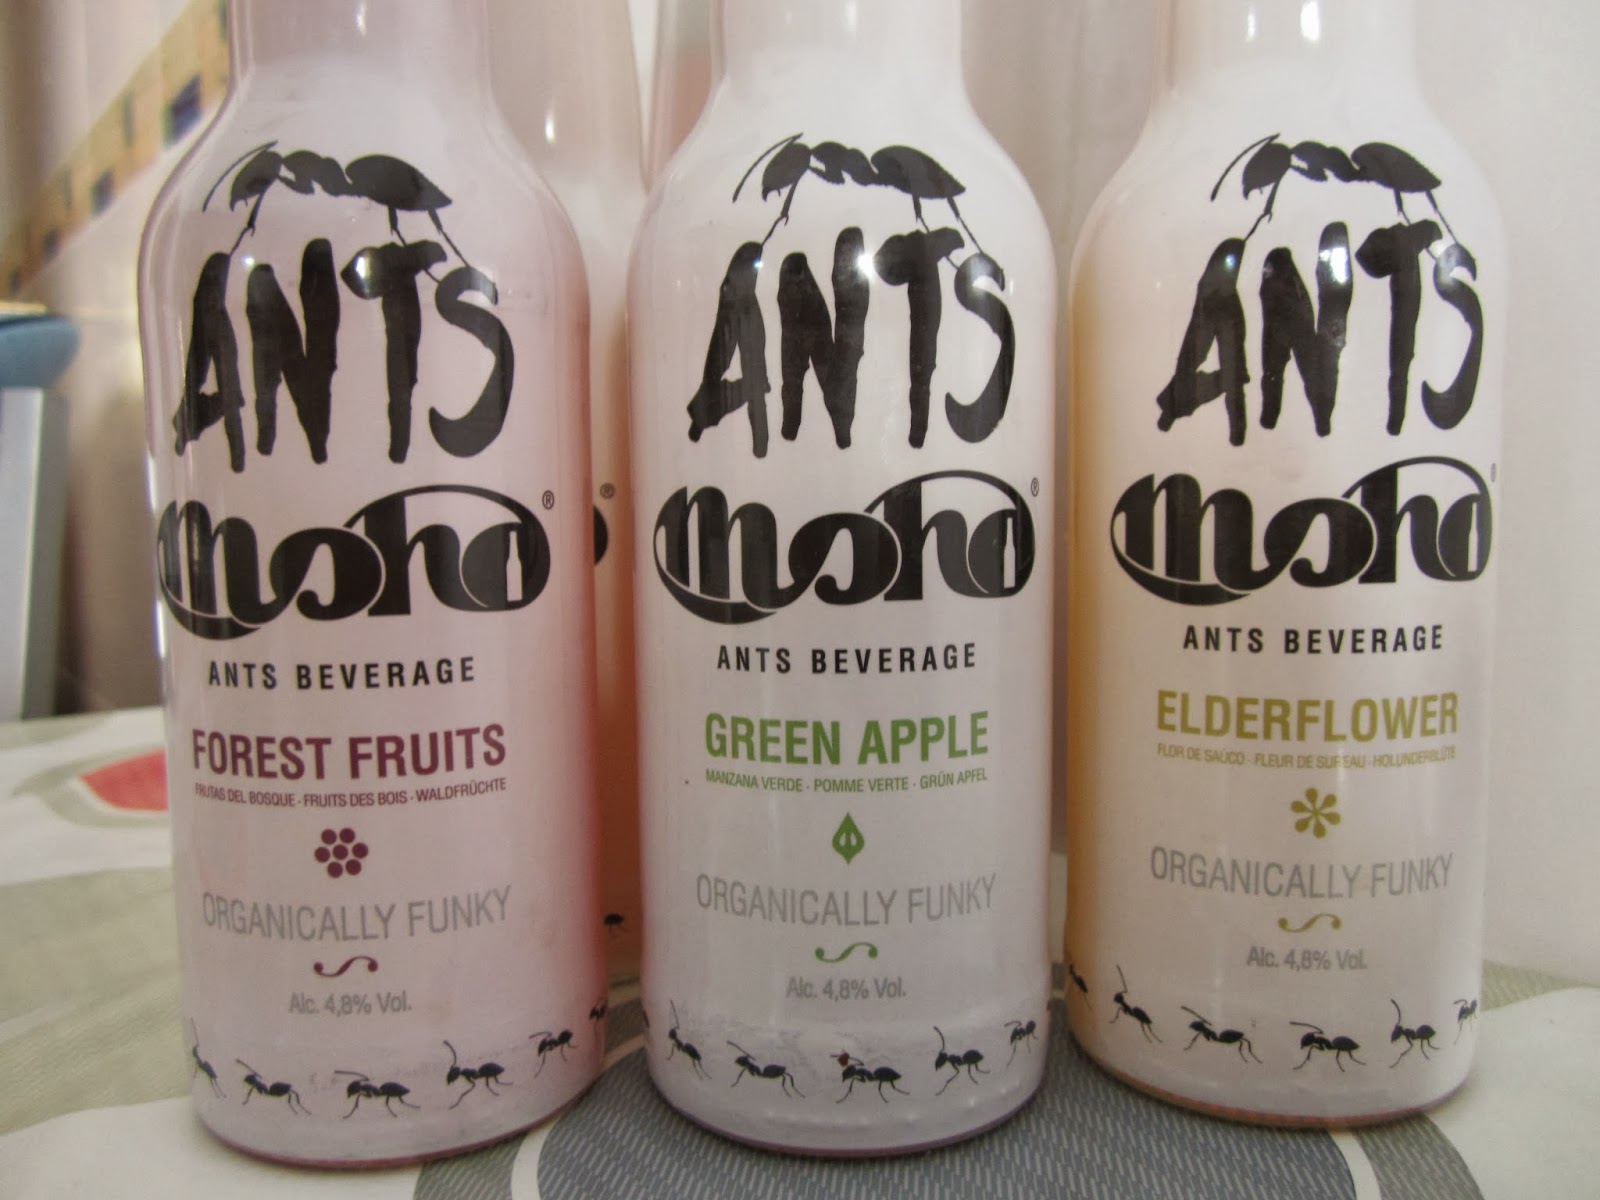 ANTS
moho®
ANTS BEVERAGE
FOREST FRUITS
FRUTAS DEL BOSQUE · FRUITS DES BOIS · WALDFRÜCHTE
ORGANICALLY FUNKY
Alc. 4,8% Vol.
®
ANTS
moho®
ANTS BEVERAGE
GREEN APPLE
MANZANA VERDE · POMME VERTE · GRÜN APFEL
ORGANICALLY FUNKY
Alc. 4,8% Vol.
ANTS
moho®
ANTS BEVERAGE
ELDERFLOWER
FLOR DE SAÚCO · FLEUR DE SUREAU · HOLUNDERBLÜTE
ORGANICALLY FUNKY
Alc. 4,8% Vol.